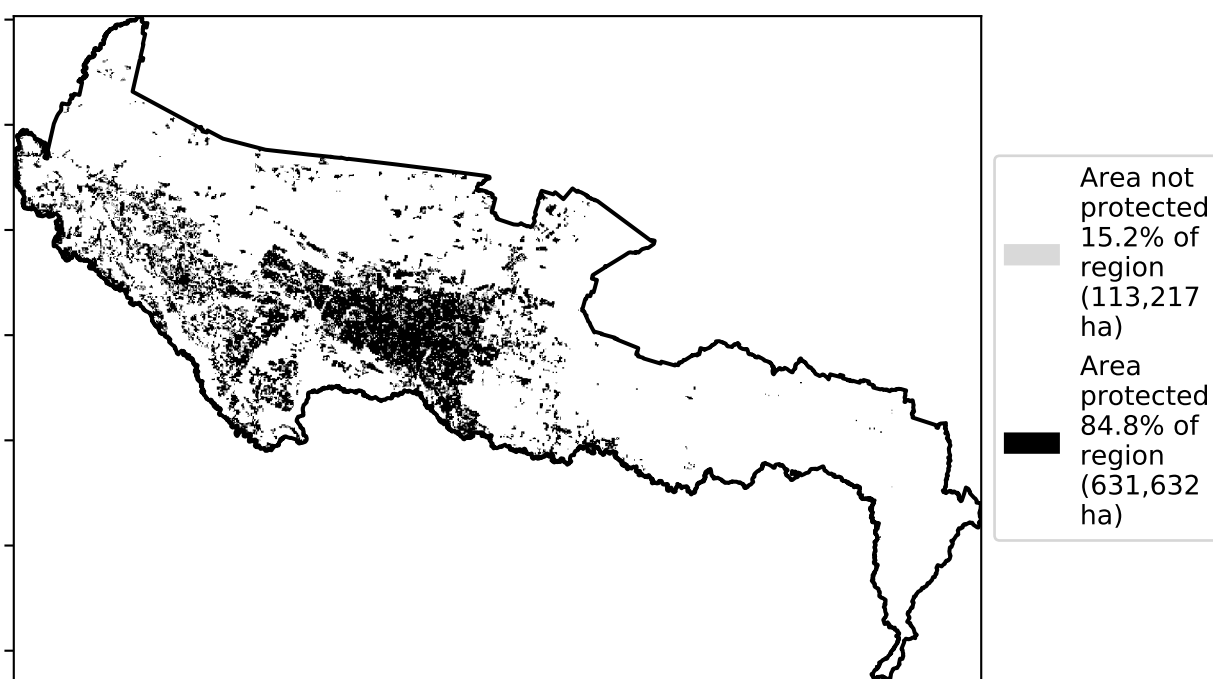 Area not
protected
15.2% of
region
(113,217
ha)
Area
protected
84.8% of
region
(631,632
ha)